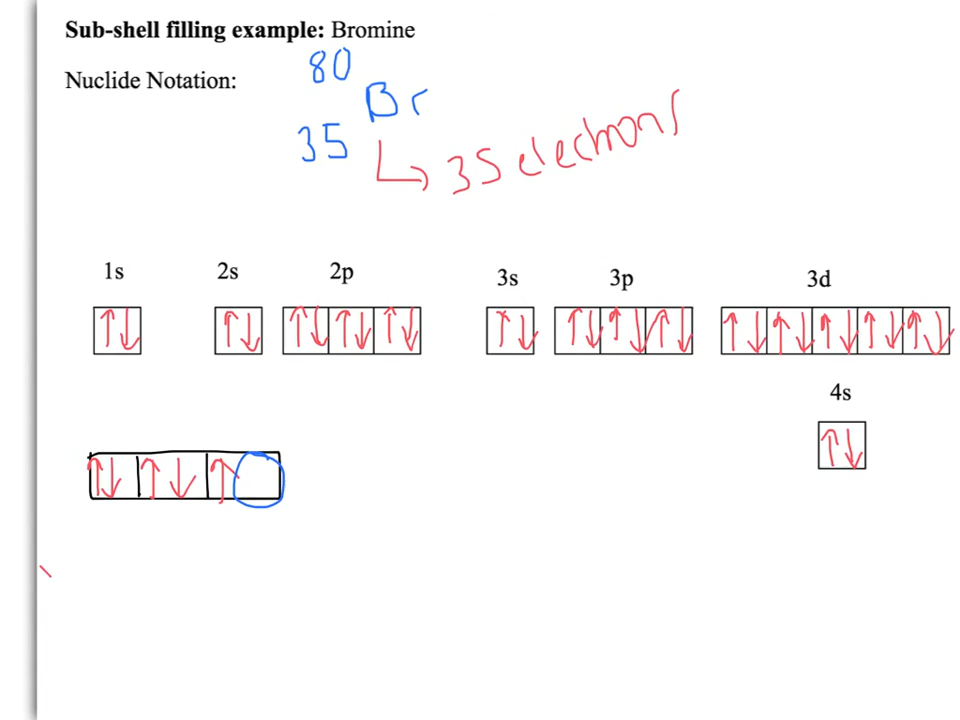 Sub-shell filling example: Bromine
Nuclide Notation:
80
Br
35
35 electrons
1s 2s 2p 3s 3p 3d
4s